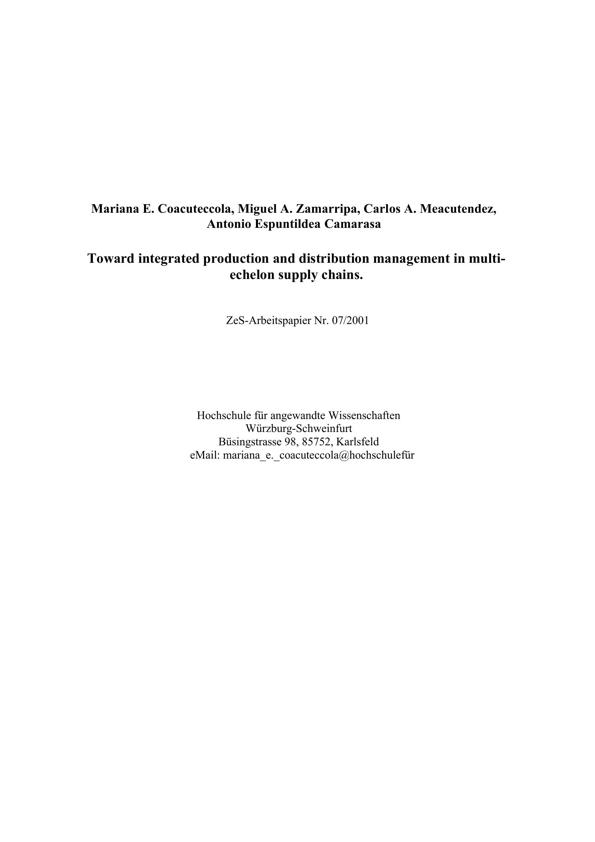 Mariana E. Coacuteccola, Miguel A. Zamarripa, Carlos A. Meacutendez,
Antonio Espuntildea Camarasa
Toward integrated production and distribution management in multi-
echelon supply chains.
ZeS-Arbeitspapier Nr. 07/2001
Hochschule für angewandte Wissenschaften
Würzburg-Schweinfurt
Büsingstrasse 98, 85752, Karlsfeld
eMail: mariana_e._coacuteccola@hochschulefür